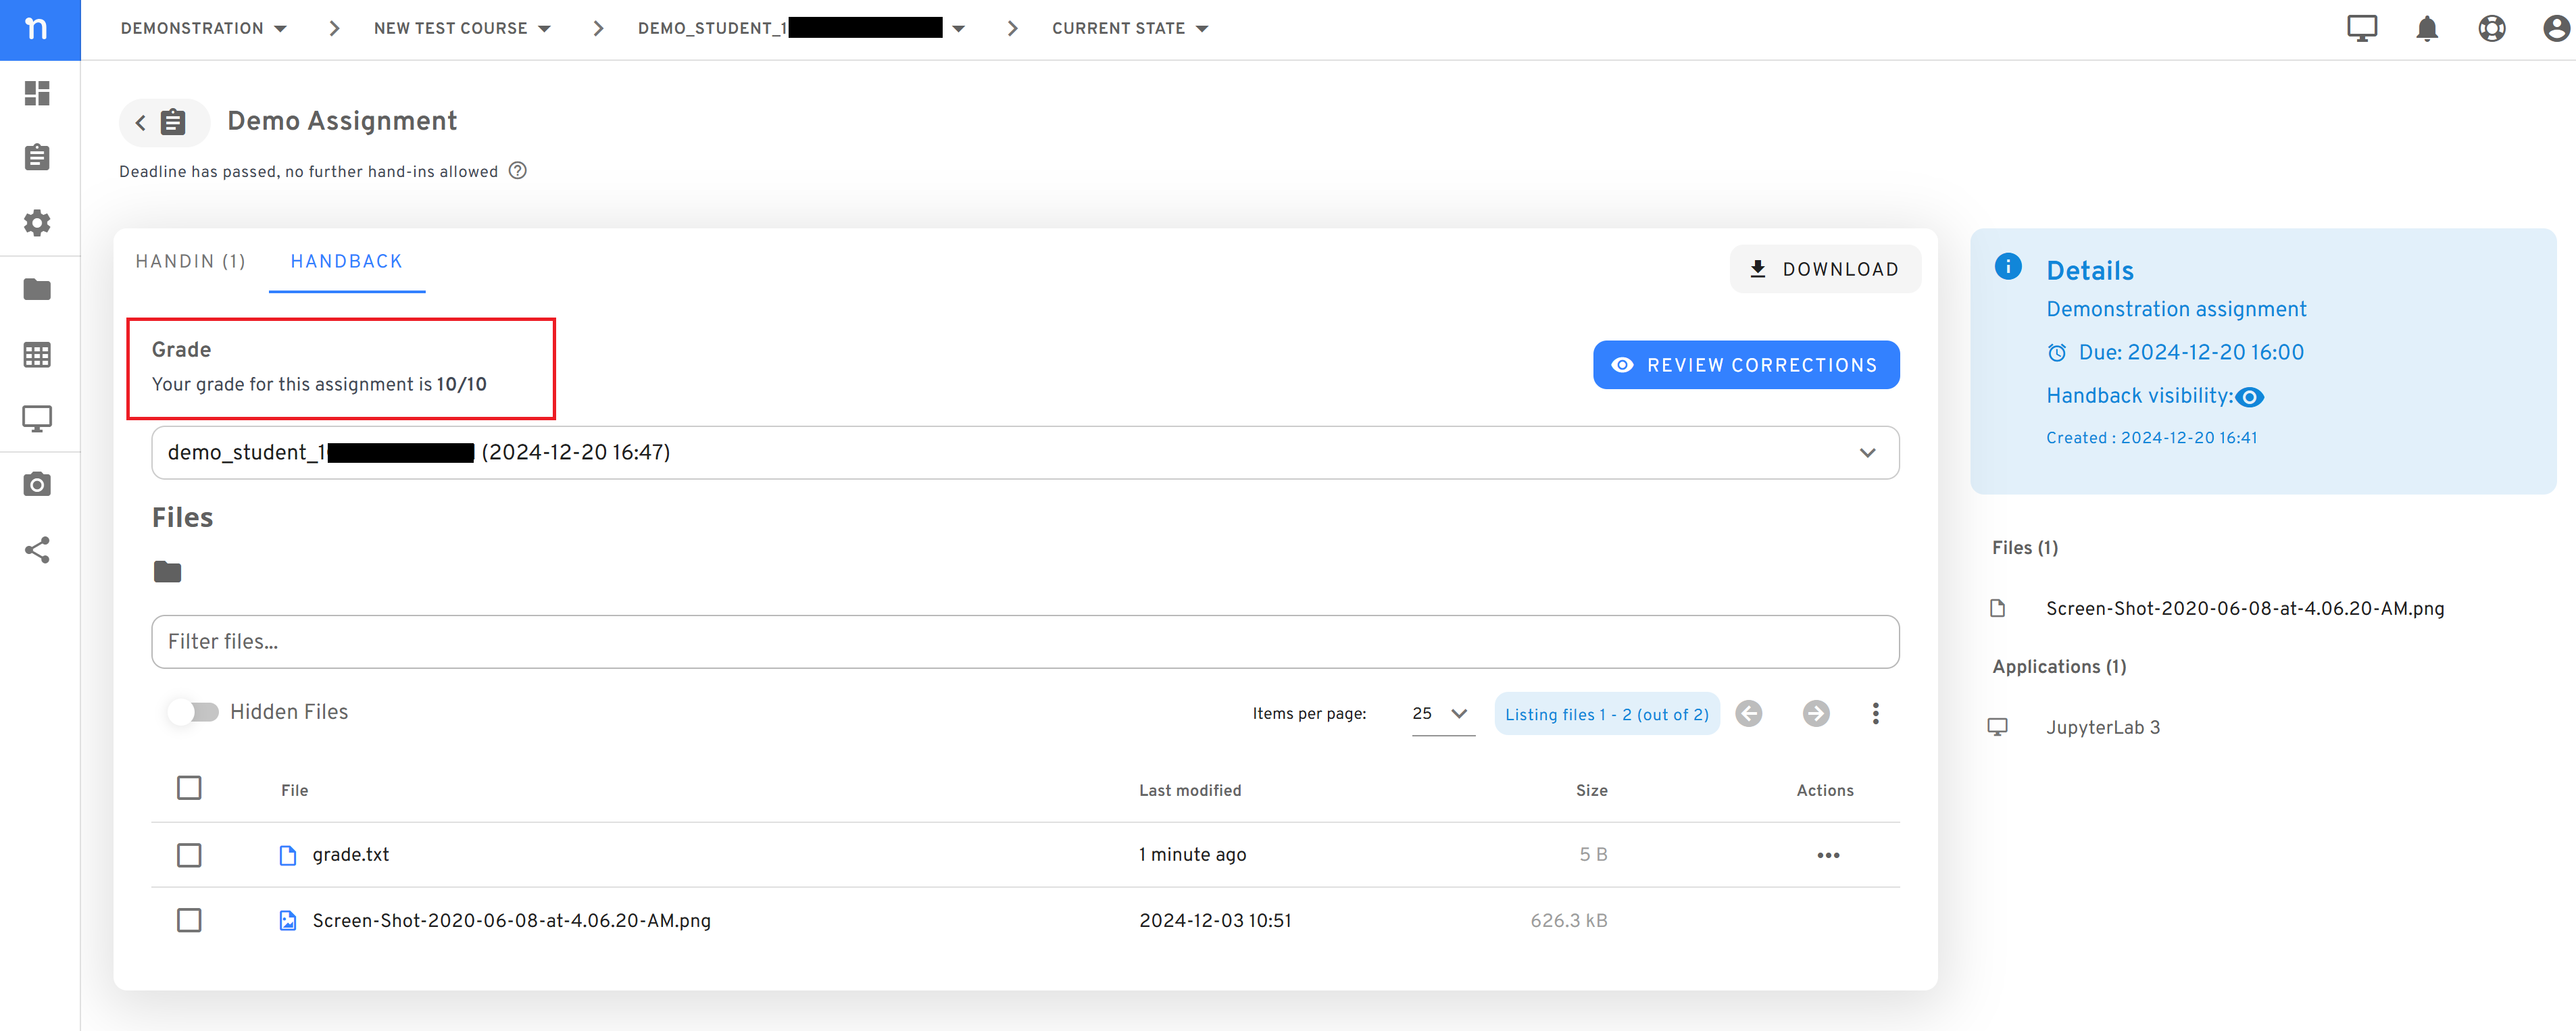 n
DEMONSTRATION
NEW TEST COURSE
DEMO_STUDENT_1
CURRENT STATE
Demo Assignment
Deadline has passed, no further hand-ins allowed
HANDIN (1)
HANDBACK
DOWNLOAD
Grade
Your grade for this assignment is 10/10
REVIEW CORRECTIONS
demo_student_1 (2024-12-20 16:47)
Files
Filter files...
Hidden Files
Items per page:
25
Listing files 1 - 2 (out of 2)
File
Last modified
Size
Actions
grade.txt
1 minute ago
5 B
Screen-Shot-2020-06-08-at-4.06.20-AM.png
2024-12-03 10:51
626.3 kB
Details
Demonstration assignment
Due: 2024-12-20 16:00
Handback visibility:
Created : 2024-12-20 16:41
Files (1)
Screen-Shot-2020-06-08-at-4.06.20-AM.png
Applications (1)
JupyterLab 3